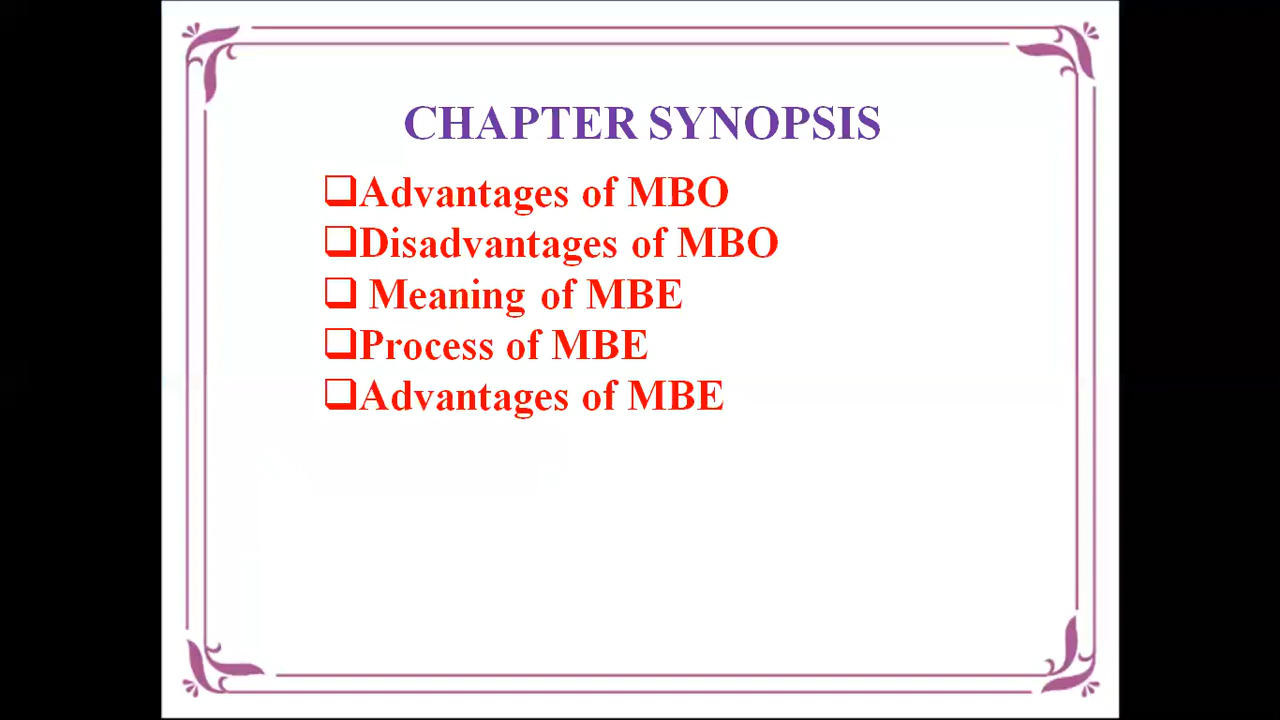 CHAPTER SYNOPSIS
❑Advantages of MBO
❑Disadvantages of MBO
❑ Meaning of MBE
❑Process of MBE
❑Advantages of MBE